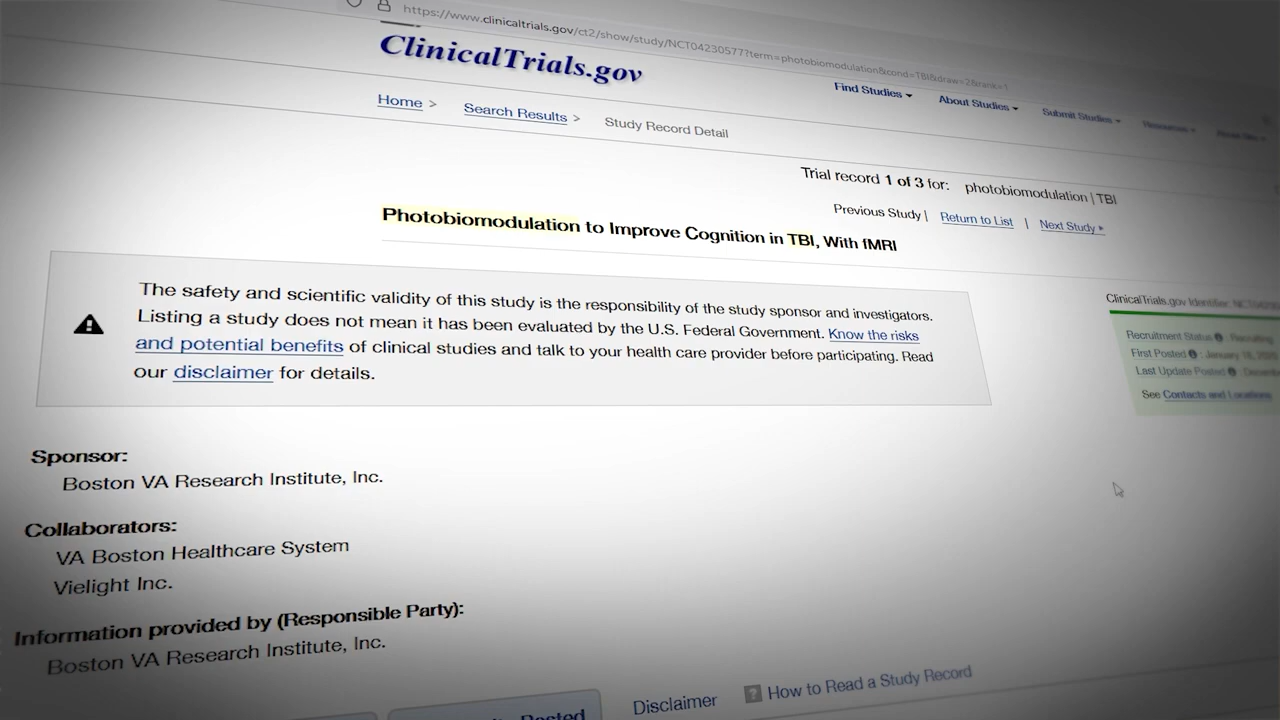 https://www.clinicaltrials.gov/ct2/show/study/NCT04230577?term=photobiomodulation&cond=TBI&draw=2&rank=1
ClinicalTrials.gov
Find Studies
About Studies
Submit Studies
Resources
Home >
Search Results >
Study Record Detail
Trial record 1 of 3 for: photobiomodulation | TBI
Previous Study | Return to List | Next Study
Photobiomodulation to Improve Cognition in TBI, With fMRI
The safety and scientific validity of this study is the responsibility of the study sponsor and investigators.
Listing a study does not mean it has been evaluated by the U.S. Federal Government. Know the risks
and potential benefits of clinical studies and talk to your health care provider before participating. Read
our disclaimer for details.
ClinicalTrials.gov Identifier:
Recruitment Status : Recruiting
First Posted : January
Last Update Posted :
See Contacts and Locations
Sponsor:
Boston VA Research Institute, Inc.
Collaborators:
VA Boston Healthcare System
Vielight Inc.
Information provided by (Responsible Party):
Boston VA Research Institute, Inc.
Posted
Disclaimer
? How to Read a Study Record